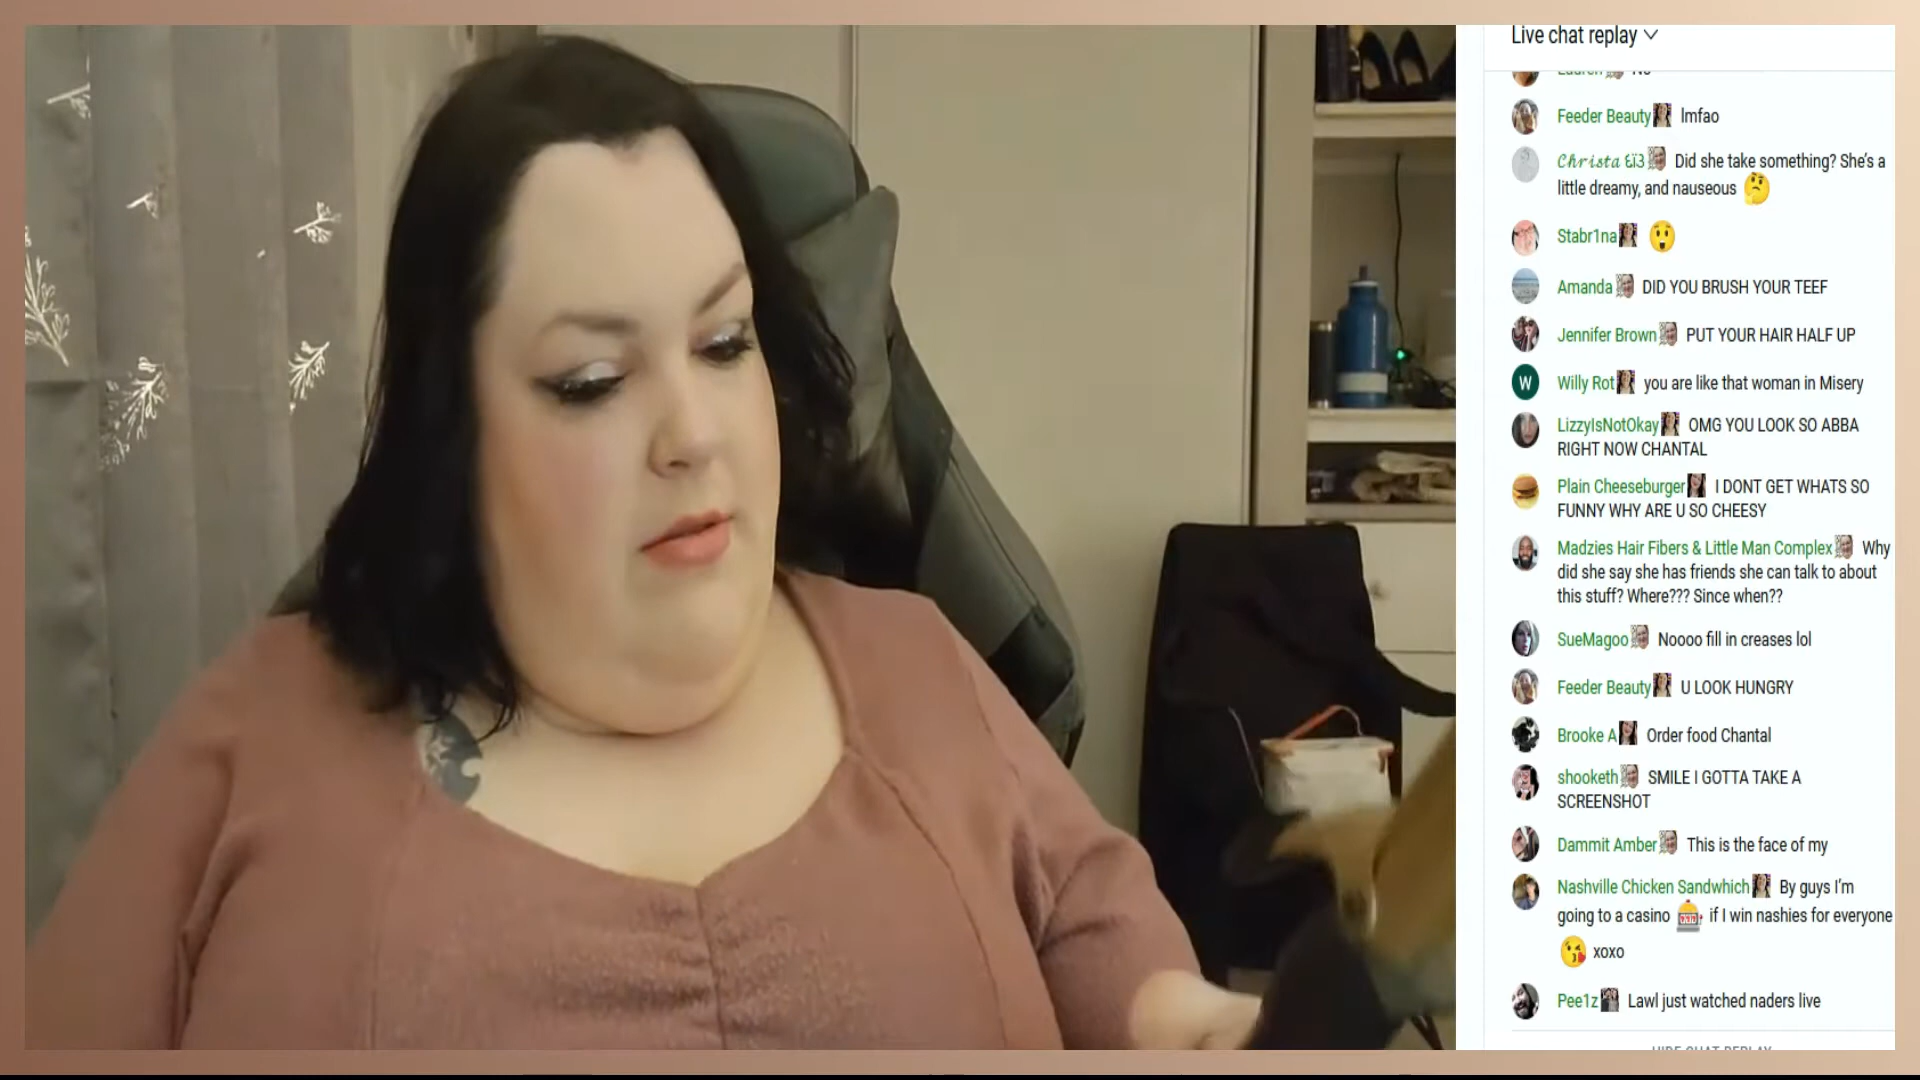 Live chat replay
Feeder Beauty lmfao
𝓒𝓱𝓻𝓲𝓼𝓽𝓪 Ɛï3 Did she take something? She's a
little dreamy, and nauseous 🤔
Stabr1na 😲
Amanda DID YOU BRUSH YOUR TEEF
Jennifer Brown PUT YOUR HAIR HALF UP
W Willy Rot you are like that woman in Misery
LizzyIsNotOkay OMG YOU LOOK SO ABBA
RIGHT NOW CHANTAL
Plain Cheeseburger I DONT GET WHATS SO
FUNNY WHY ARE U SO CHEESY
Madzies Hair Fibers & Little Man Complex Why
did she say she has friends she can talk to about
this stuff? Where??? Since when??
SueMagoo Noooo fill in creases lol
Feeder Beauty U LOOK HUNGRY
Brooke A Order food Chantal
shooketh SMILE I GOTTA TAKE A
SCREENSHOT
Dammit Amber This is the face of my
Nashville Chicken Sandwhich By guys I'm
going to a casino 🎰 if I win nashies for everyone
😘 xoxo
Pee1z Lawl just watched naders live
HIDE CHAT REPLAY